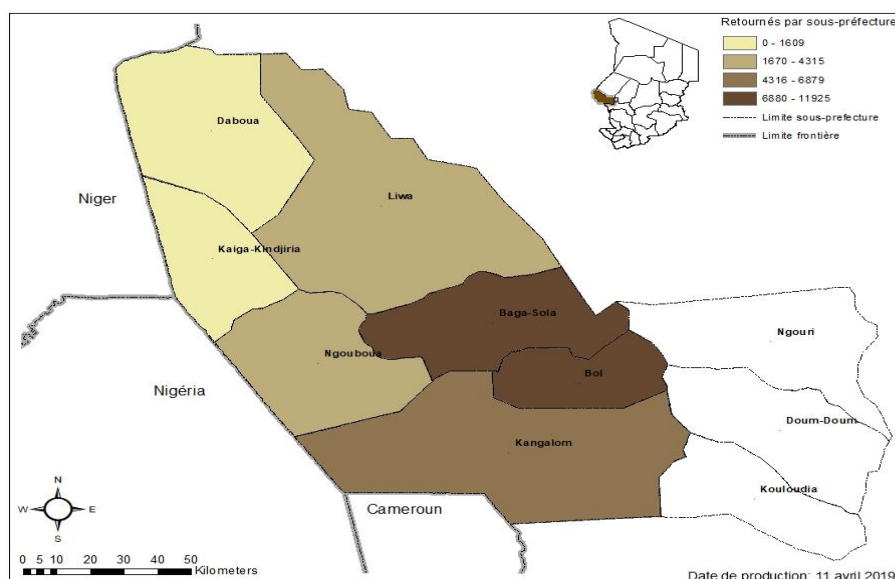 Retournés par sous-préfecture
0 - 1609
1670 - 4315
4316 - 6879
6880 - 11925
Limite sous-prefecture
Limite frontière
Daboua
Niger
Liwa
Kaiga-Kindjiria
Baga-Sola
Ngouri
Ngouboua
Bol
Nigéria
Doum-Doum
Kangalom
Kouloudia
N
W E
S
Cameroun
0 5 10 20 30 40 50
Kilometers
Date de production: 11 avril 2019